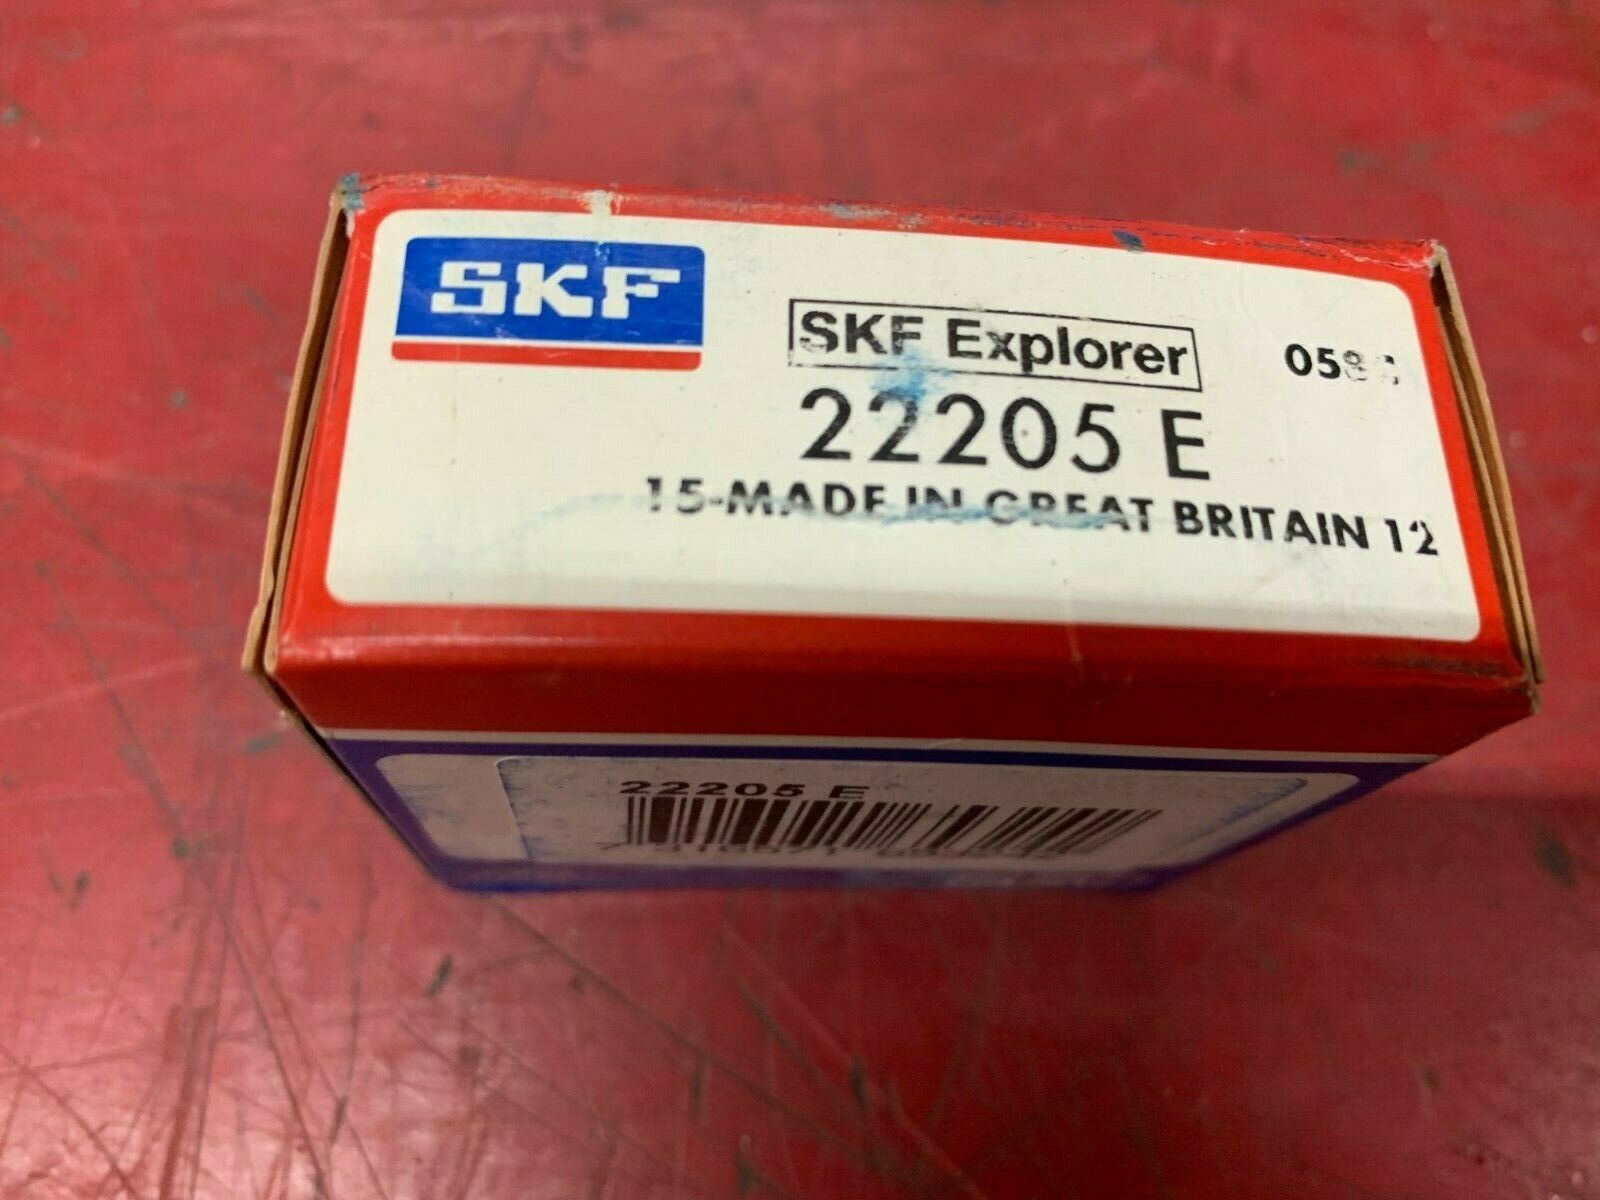 SKF
SKF Explorer
22205 E
15-MADE IN GREAT BRITAIN 12
22205 E